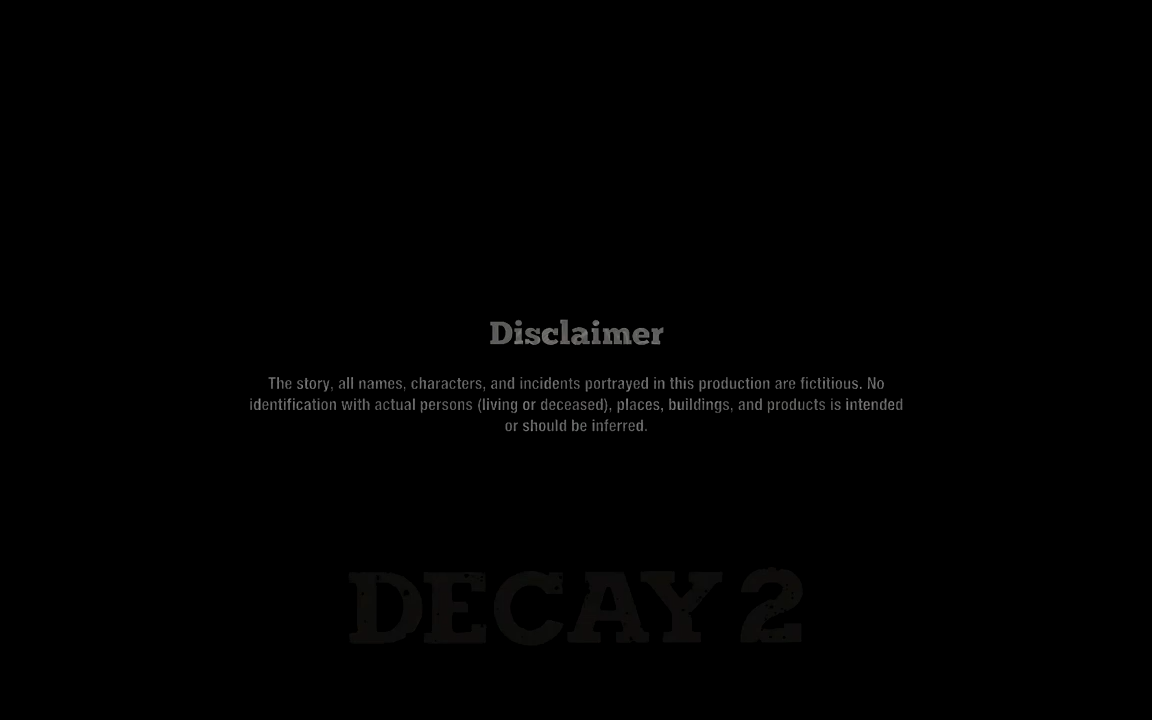 Disclaimer
The story, all names, characters, and incidents portrayed in this production are fictitious. No
identification with actual persons (living or deceased), places, buildings, and products is intended
or should be inferred.
DECAY 2